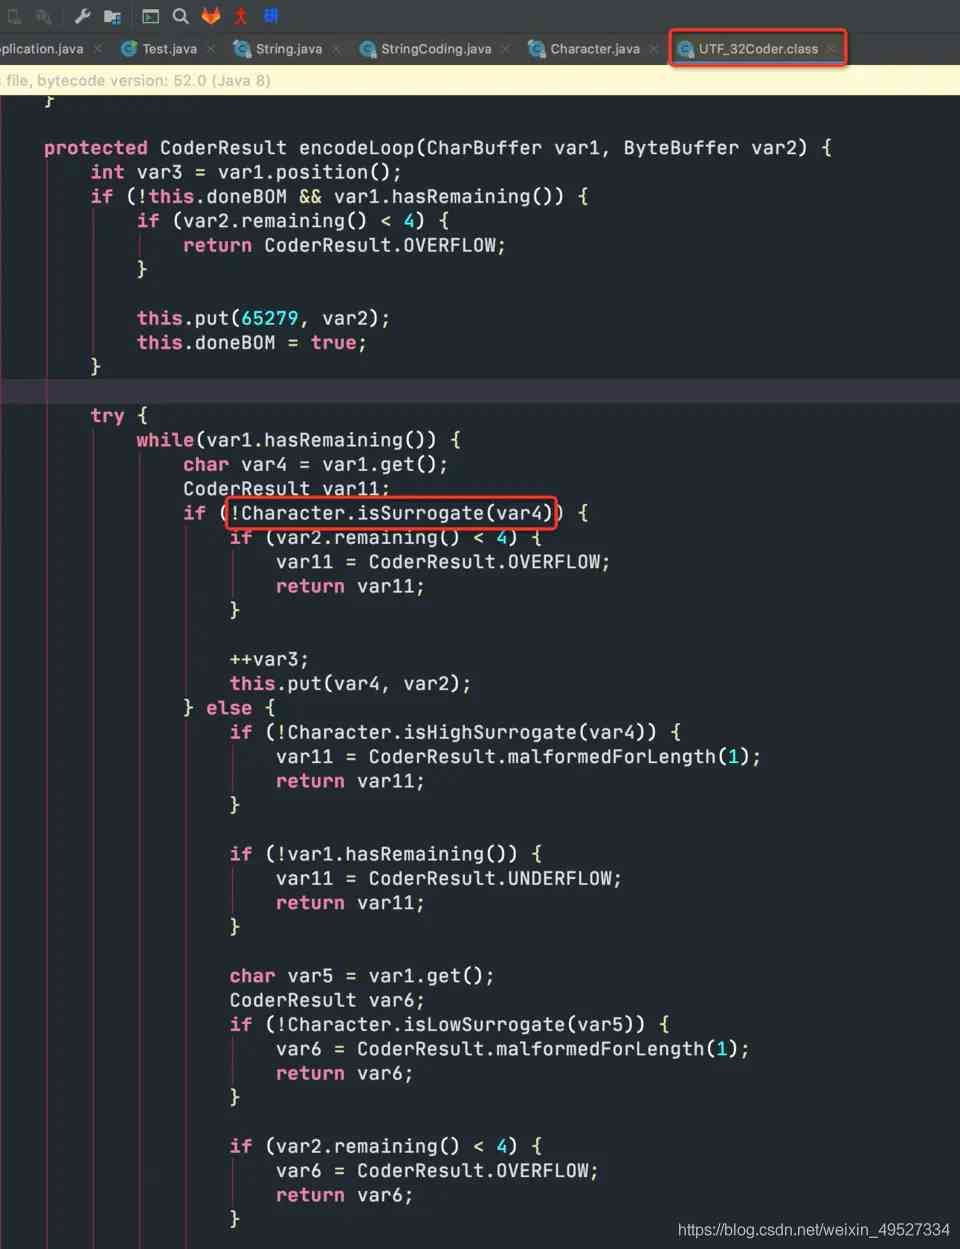 plication.java × Test.java × String.java × StringCoding.java × Character.java × UTF_32Coder.class ×
file, bytecode version: 52.0 (Java 8)
}
protected CoderResult encodeLoop(CharBuffer var1, ByteBuffer var2) {
int var3 = var1.position();
if (!this.doneBOM && var1.hasRemaining()) {
if (var2.remaining() < 4) {
return CoderResult.OVERFLOW;
}
this.put(65279, var2);
this.doneBOM = true;
}
try {
while(var1.hasRemaining()) {
char var4 = var1.get();
CoderResult var11;
if (!Character.isSurrogate(var4)) {
if (var2.remaining() < 4) {
var11 = CoderResult.OVERFLOW;
return var11;
}
++var3;
this.put(var4, var2);
} else {
if (!Character.isHighSurrogate(var4)) {
var11 = CoderResult.malformedForLength(1);
return var11;
}
if (!var1.hasRemaining()) {
var11 = CoderResult.UNDERFLOW;
return var11;
}
char var5 = var1.get();
CoderResult var6;
if (!Character.isLowSurrogate(var5)) {
var6 = CoderResult.malformedForLength(1);
return var6;
}
if (var2.remaining() < 4) {
var6 = CoderResult.OVERFLOW;
return var6;
}
https://blog.csdn.net/weixin_49527334